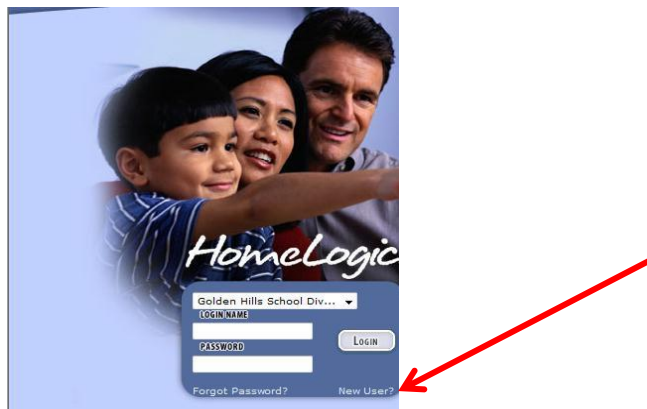 HomeLogic
Golden Hills School Div...
LOGIN NAME
PASSWORD
LOGIN
Forgot Password? New User?